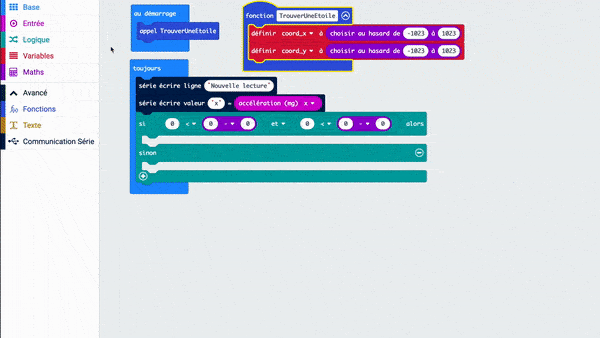 Base
Entrée
Logique
Variables
Maths
Avancé
Fonctions
Texte
Communication Série
au démarrage
appel TrouverUneEtoile
fonction TrouverUneEtoile
définir coord_x à choisir au hasard de -1023 à 1023
définir coord_y à choisir au hasard de -1023 à 1023
toujours
série écrire ligne "Nouvelle lecture"
série écrire valeur "x" = accélération (mg) x
si 0 < 0 - 0 et 0 < 0 - 0 alors
sinon